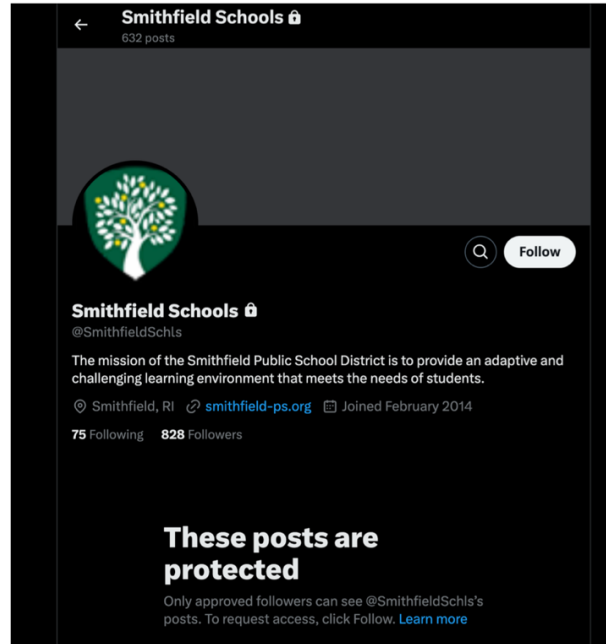 Smithfield Schools
632 posts
Follow
Smithfield Schools
@SmithfieldSchls
The mission of the Smithfield Public School District is to provide an adaptive and
challenging learning environment that meets the needs of students.
Smithfield, RI smithfield-ps.org Joined February 2014
75 Following 828 Followers
These posts are
protected
Only approved followers can see @SmithfieldSchls's
posts. To request access, click Follow. Learn more